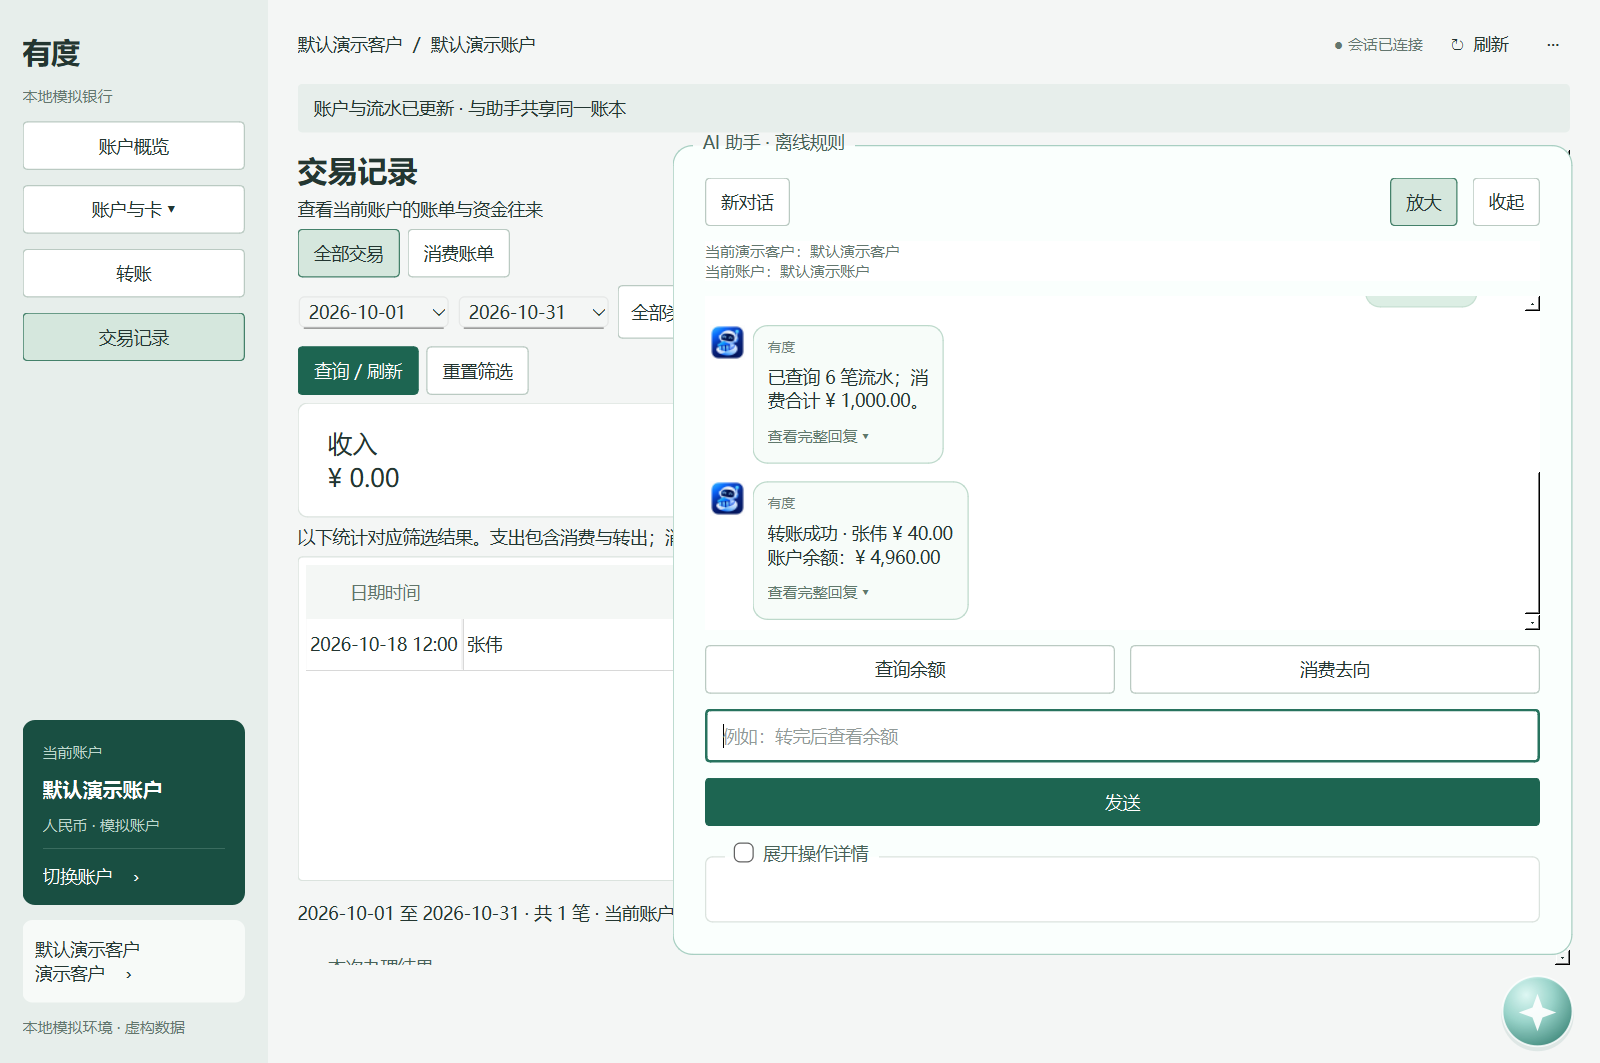 有度
本地模拟银行
账户概览
账户与卡 ▾
转账
交易记录
当前账户
默认演示账户
人民币 · 模拟账户
切换账户 ›
默认演示客户
演示客户 ›
本地模拟环境 · 虚构数据
默认演示客户 / 默认演示账户
● 会话已连接
↻ 刷新
···
账户与流水已更新 · 与助手共享同一账本
交易记录
查看当前账户的账单与资金往来
全部交易
消费账单
2026-10-01
2026-10-31
全部
查询 / 刷新
重置筛选
收入
¥ 0.00
以下统计对应筛选结果。支出包含消费与转出；
日期时间
2026-10-18 12:00
张伟
2026-10-01 至 2026-10-31 · 共 1 笔 · 当前账户
本次办理结果
AI 助手 · 离线规则
新对话
放大
收起
当前演示客户：默认演示客户
当前账户：默认演示账户
有度
已查询 6 笔流水；消
费合计 ¥ 1,000.00。
查看完整回复 ▾
有度
转账成功 · 张伟 ¥ 40.00
账户余额：¥ 4,960.00
查看完整回复 ▾
查询余额
消费去向
例如：转完后查看余额
发送
展开操作详情